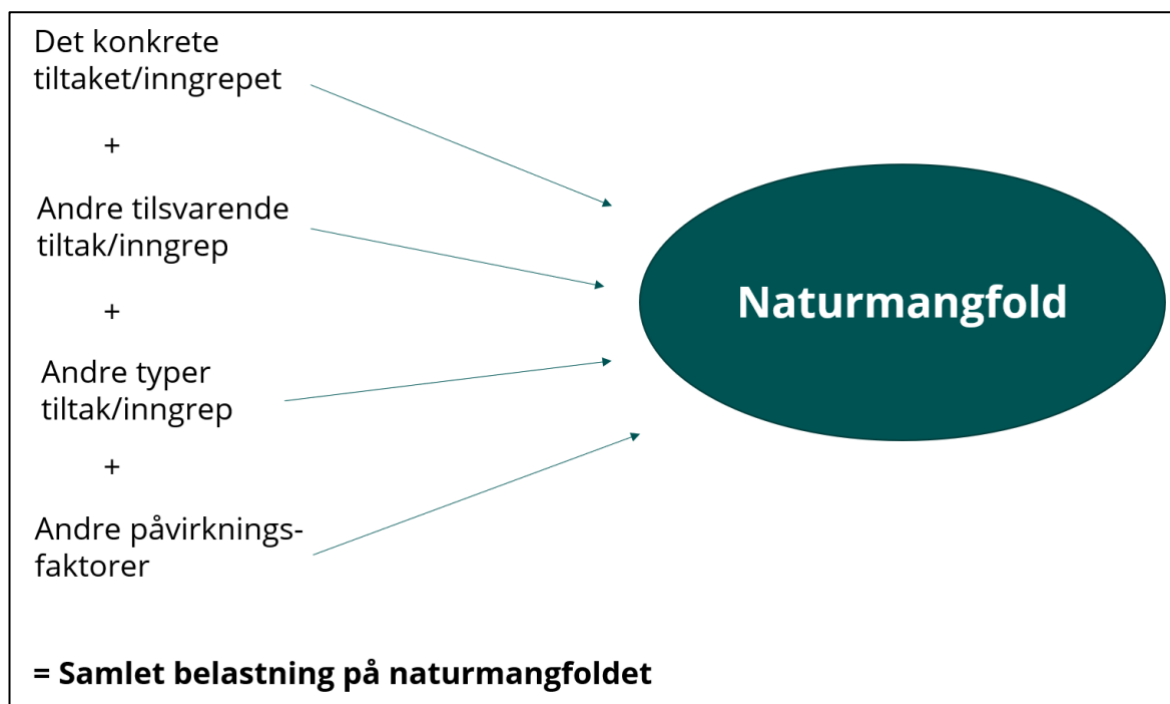 Det konkrete
tiltaket/inngrepet
+
Andre tilsvarende
tiltak/inngrep
+
Andre typer
tiltak/inngrep
+
Andre påvirknings-
faktorer
= Samlet belastning på naturmangfoldet
Naturmangfold